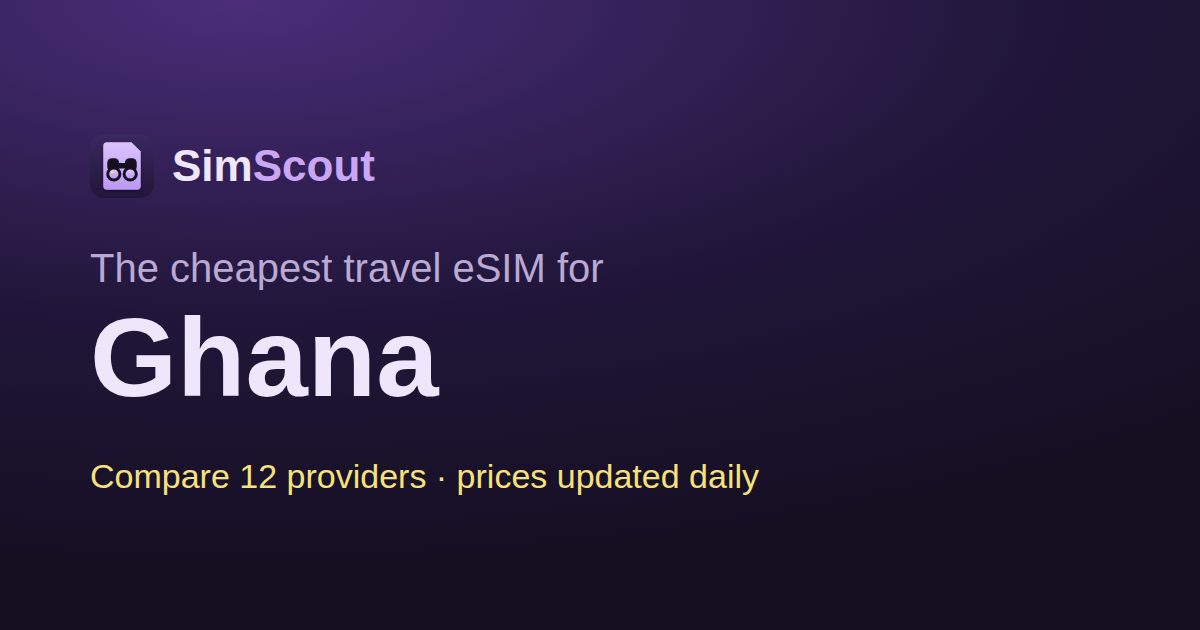 SimScout
The cheapest travel eSIM for
Ghana
Compare 12 providers · prices updated daily